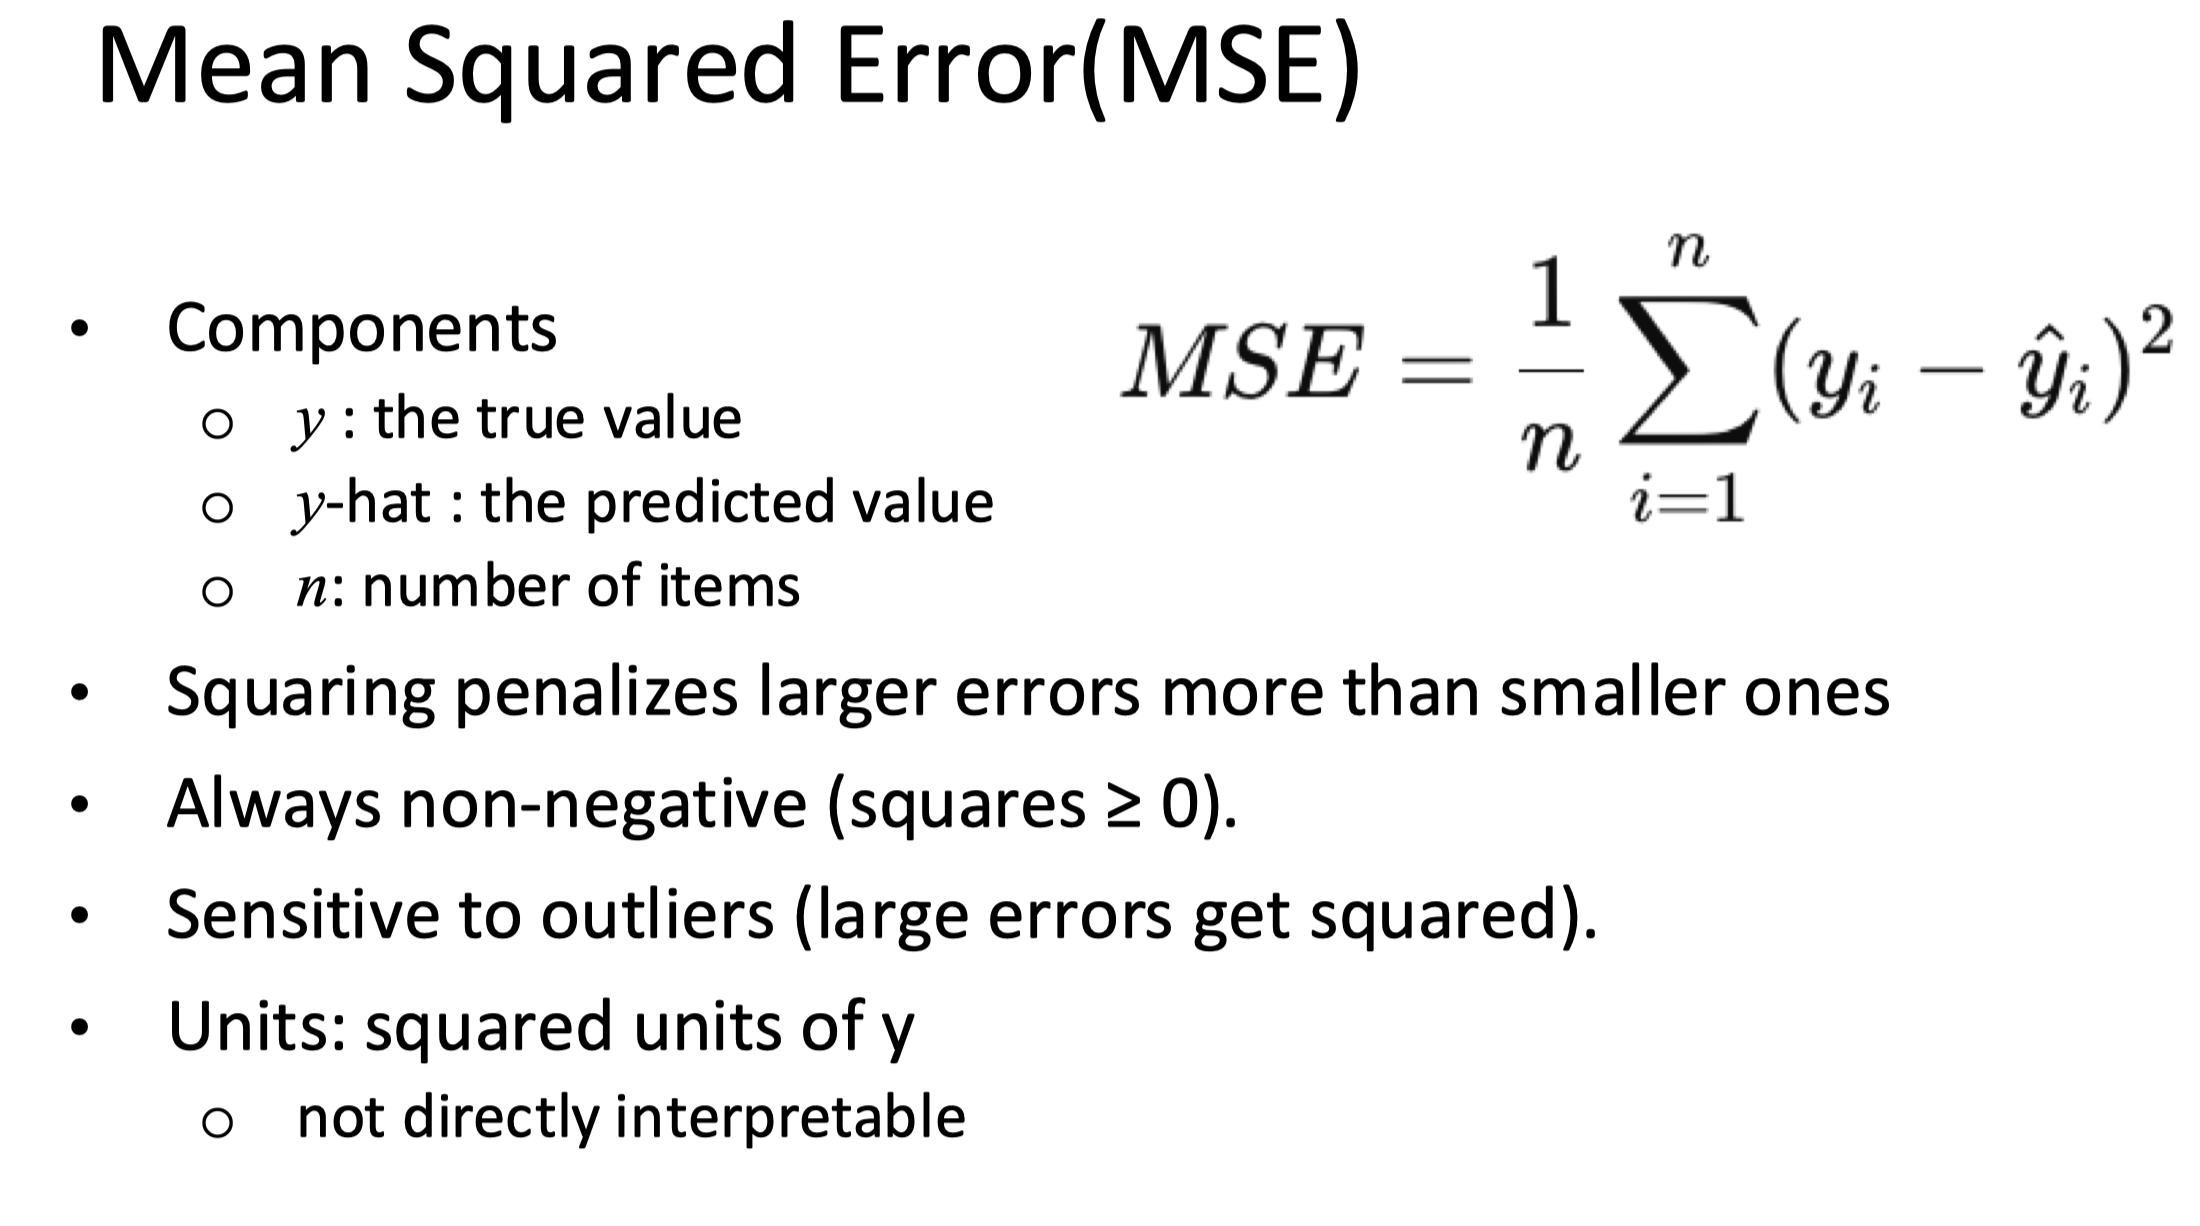 Mean Squared Error(MSE)
• Components
○ y : the true value
○ y-hat : the predicted value
○ n: number of items
MSE = \frac{1}{n} \sum_{i=1}^{n} (y_i − ŷ_i)^2
• Squaring penalizes larger errors more than smaller ones
• Always non-negative (squares ≥ 0).
• Sensitive to outliers (large errors get squared).
• Units: squared units of y
○ not directly interpretable